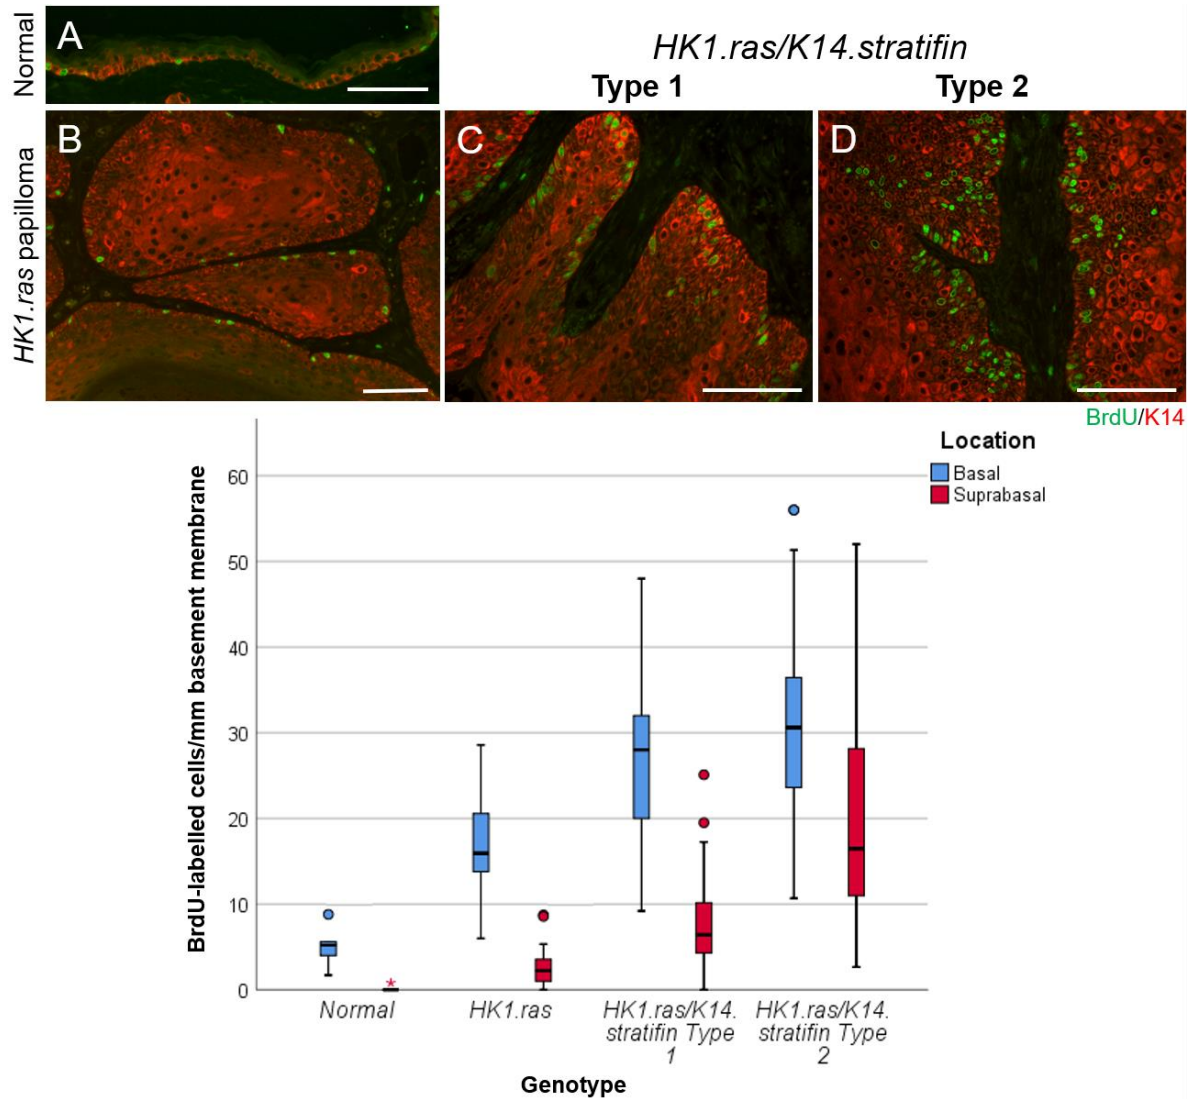 Normal
A
HK1.ras/K14.stratifin
Type 1
Type 2
HK1.ras papilloma
B
C
D
BrdU/K14
Location
Basal
Suprabasal
BrdU-labelled cells/mm basement membrane
60
50
40
30
20
10
0
*
Normal
HK1.ras
HK1.ras/K14.
stratifin Type
1
HK1.ras/K14.
stratifin Type
2
Genotype